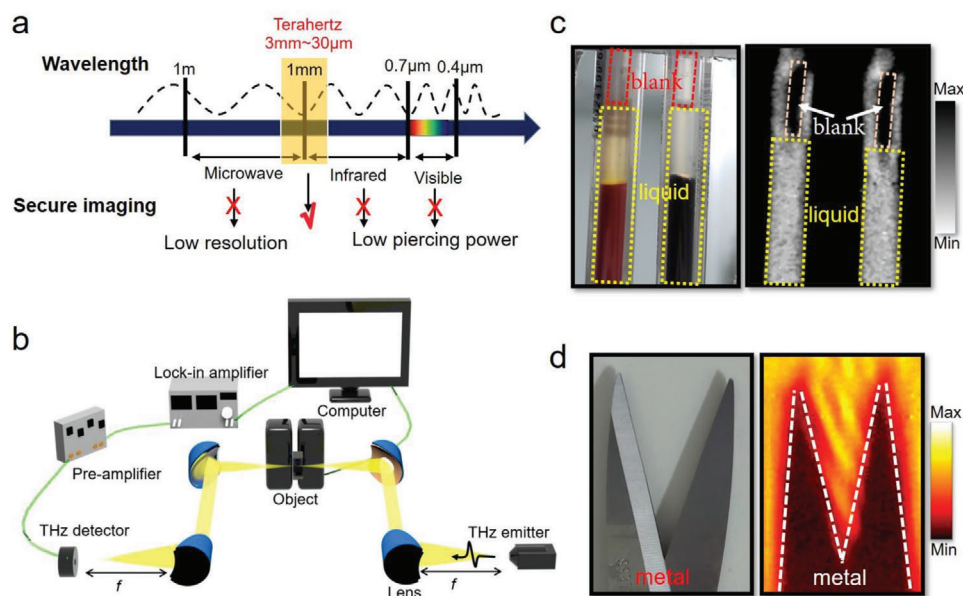 a
Terahertz
3mm~30μm
Wavelength
1m
1mm
0.7μm
0.4μm
Microwave
Infrared
Visible
Secure imaging
Low resolution
Low piercing power
b
Lock-in amplifier
Computer
Pre-amplifier
Object
THz detector
THz emitter
f
f
Lens
c
blank
liquid
blank
liquid
Max
Min
d
metal
metal
Max
Min